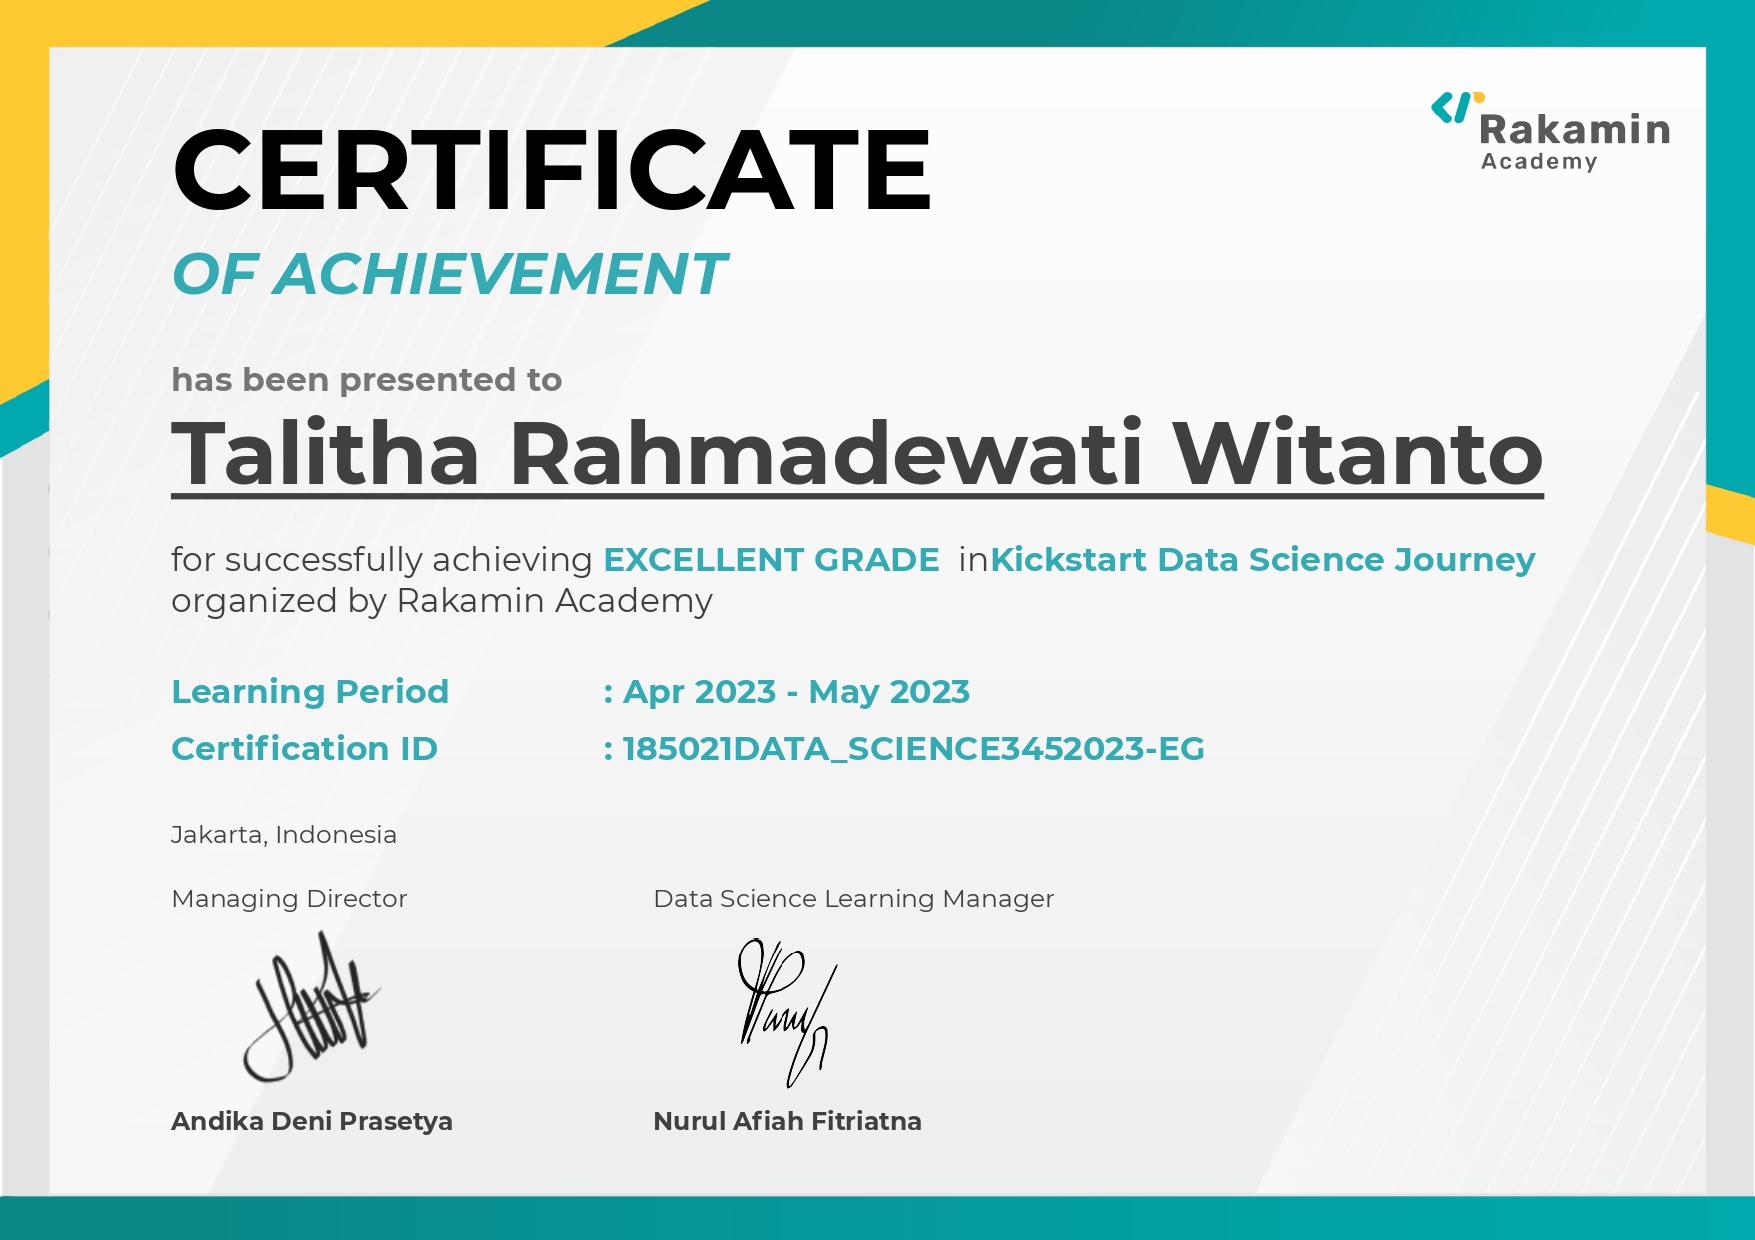 Rakamin
Academy
CERTIFICATE
OF ACHIEVEMENT
has been presented to
Talitha Rahmadewati Witanto
for successfully achieving EXCELLENT GRADE  inKickstart Data Science Journey
organized by Rakamin Academy
Learning Period : Apr 2023 - May 2023
Certification ID : 185021DATA_SCIENCE3452023-EG
Jakarta, Indonesia
Managing Director Data Science Learning Manager
Andika Deni Prasetya Nurul Afiah Fitriatna